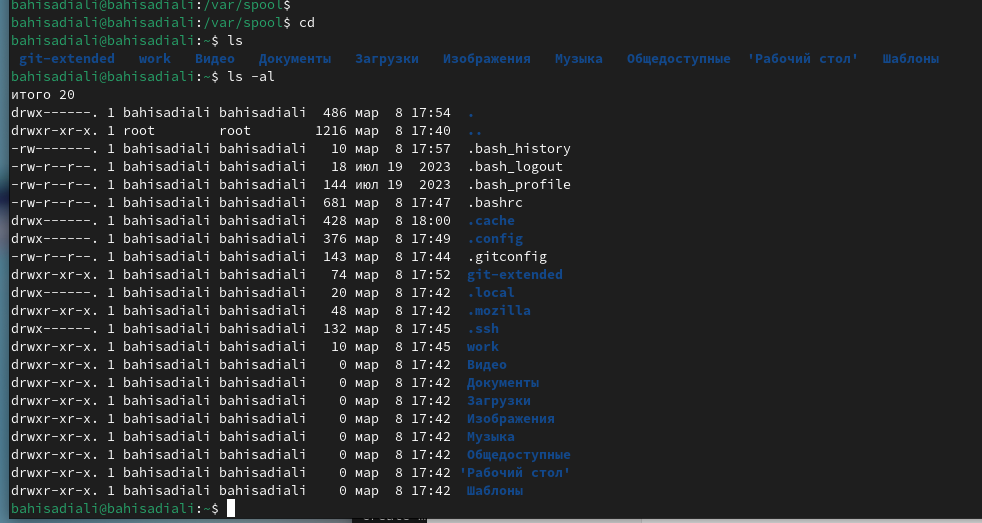 bahisadiali@bahisadiali:/var/spool$
bahisadiali@bahisadiali:/var/spool$ cd
bahisadiali@bahisadiali:~$ ls
git-extended work Видео Документы Загрузки Изображения Музыка Общедоступные 'Рабочий стол' Шаблоны
bahisadiali@bahisadiali:~$ ls -al
итого 20
drwx------. 1 bahisadiali bahisadiali 486 мар 8 17:54 .
drwxr-xr-x. 1 root root 1216 мар 8 17:40 ..
-rw-------. 1 bahisadiali bahisadiali 10 мар 8 17:57 .bash_history
-rw-r--r--. 1 bahisadiali bahisadiali 18 июл 19 2023 .bash_logout
-rw-r--r--. 1 bahisadiali bahisadiali 144 июл 19 2023 .bash_profile
-rw-r--r--. 1 bahisadiali bahisadiali 681 мар 8 17:47 .bashrc
drwx------. 1 bahisadiali bahisadiali 428 мар 8 18:00 .cache
drwx------. 1 bahisadiali bahisadiali 376 мар 8 17:49 .config
-rw-r--r--. 1 bahisadiali bahisadiali 143 мар 8 17:44 .gitconfig
drwxr-xr-x. 1 bahisadiali bahisadiali 74 мар 8 17:52 git-extended
drwx------. 1 bahisadiali bahisadiali 20 мар 8 17:42 .local
drwxr-xr-x. 1 bahisadiali bahisadiali 48 мар 8 17:42 .mozilla
drwx------. 1 bahisadiali bahisadiali 132 мар 8 17:45 .ssh
drwxr-xr-x. 1 bahisadiali bahisadiali 10 мар 8 17:45 work
drwxr-xr-x. 1 bahisadiali bahisadiali 0 мар 8 17:42 Видео
drwxr-xr-x. 1 bahisadiali bahisadiali 0 мар 8 17:42 Документы
drwxr-xr-x. 1 bahisadiali bahisadiali 0 мар 8 17:42 Загрузки
drwxr-xr-x. 1 bahisadiali bahisadiali 0 мар 8 17:42 Изображения
drwxr-xr-x. 1 bahisadiali bahisadiali 0 мар 8 17:42 Музыка
drwxr-xr-x. 1 bahisadiali bahisadiali 0 мар 8 17:42 Общедоступные
drwxr-xr-x. 1 bahisadiali bahisadiali 0 мар 8 17:42 'Рабочий стол'
drwxr-xr-x. 1 bahisadiali bahisadiali 0 мар 8 17:42 Шаблоны
bahisadiali@bahisadiali:~$